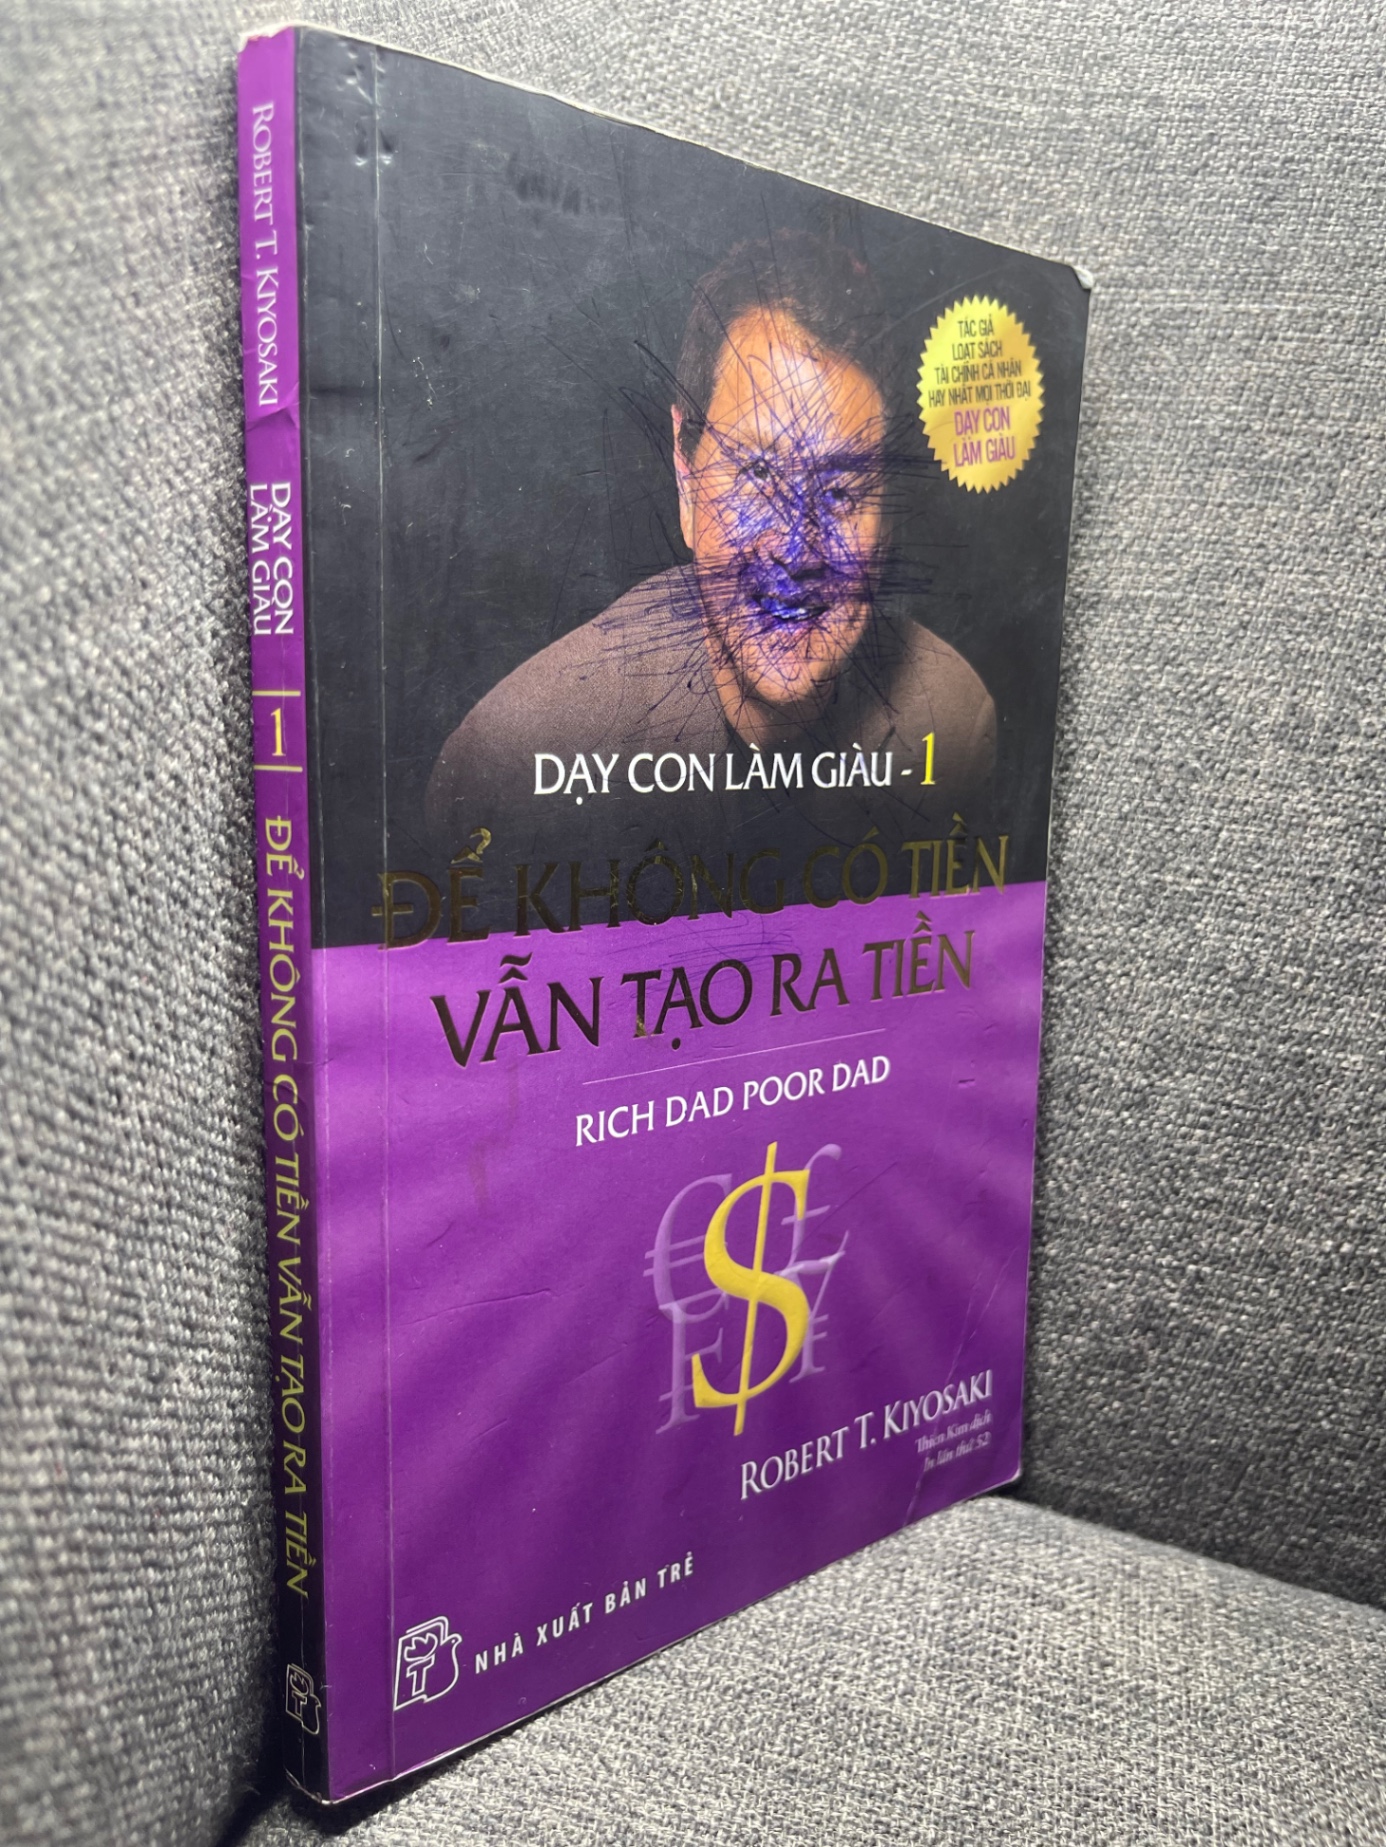 ROBERT T. KIYOSAKI
DẠY CON
LÀM GIÀU
1
ĐỂ KHÔNG CÓ TIỀN VẪN TẠO RA TIỀN
TÁC GIẢ
LOẠT SÁCH
TÀI CHÍNH CÁ NHÂN
HAY NHẤT MỌI THỜI ĐẠI
DẠY CON
LÀM GIÀU
DẠY CON LÀM GIÀU - 1
ĐỂ KHÔNG CÓ TIỀN
VẪN TẠO RA TIỀN
RICH DAD POOR DAD
$
ROBERT T. KIYOSAKI
Thiên Kim dịch
In lần thứ 52
NHÀ XUẤT BẢN TRẺ